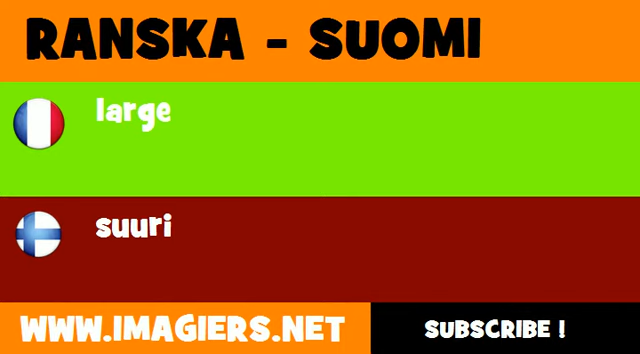 RANSKA - SUOMI
large
suuri
WWW.IMAGIERS.NET
SUBSCRIBE !